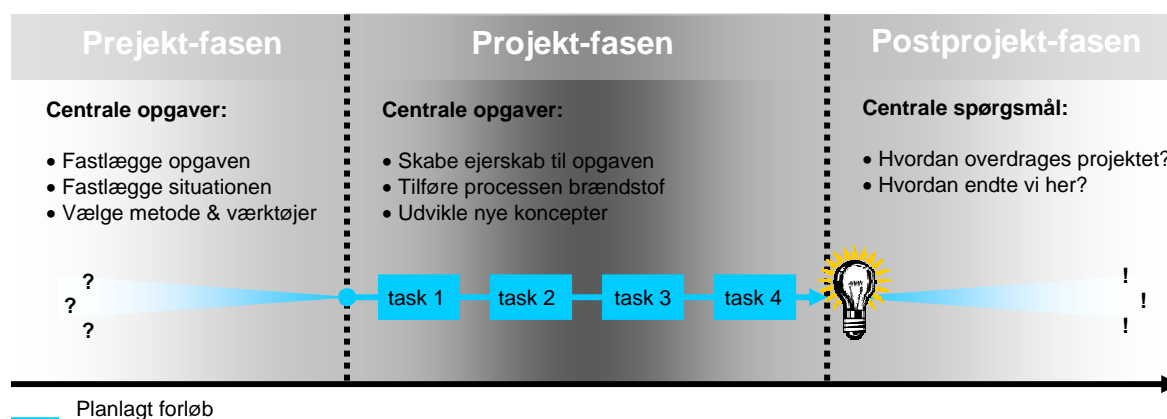 Prejekt-fasen
Projekt-fasen
Postprojekt-fasen
Centrale opgaver:
• Fastlægge opgaven
• Fastlægge situationen
• Vælge metode & værktøjer
Centrale opgaver:
• Skabe ejerskab til opgaven
• Tilføre processen brændstof
• Udvikle nye koncepter
Centrale spørgsmål:
• Hvordan overdrages projektet?
• Hvordan endte vi her?
?
?
?
task 1
task 2
task 3
task 4
!
!
!
Planlagt forløb